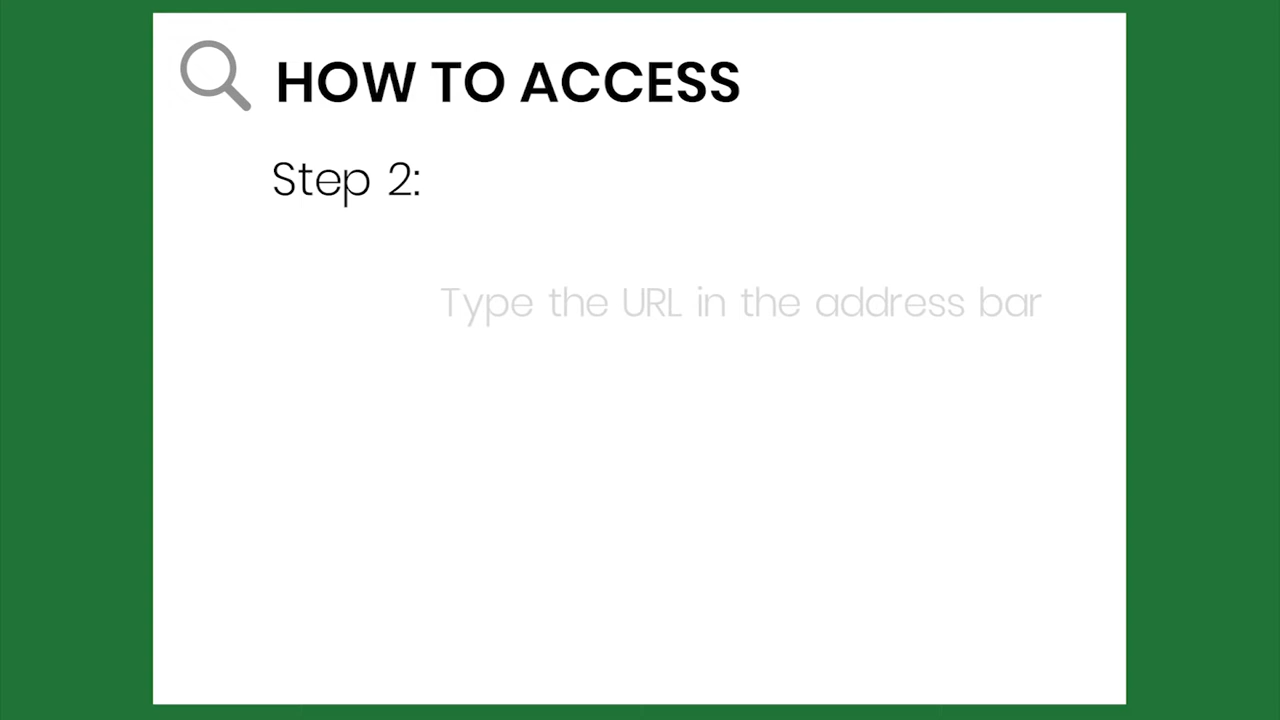 HOW TO ACCESS
Step 2:
Type the URL in the address bar